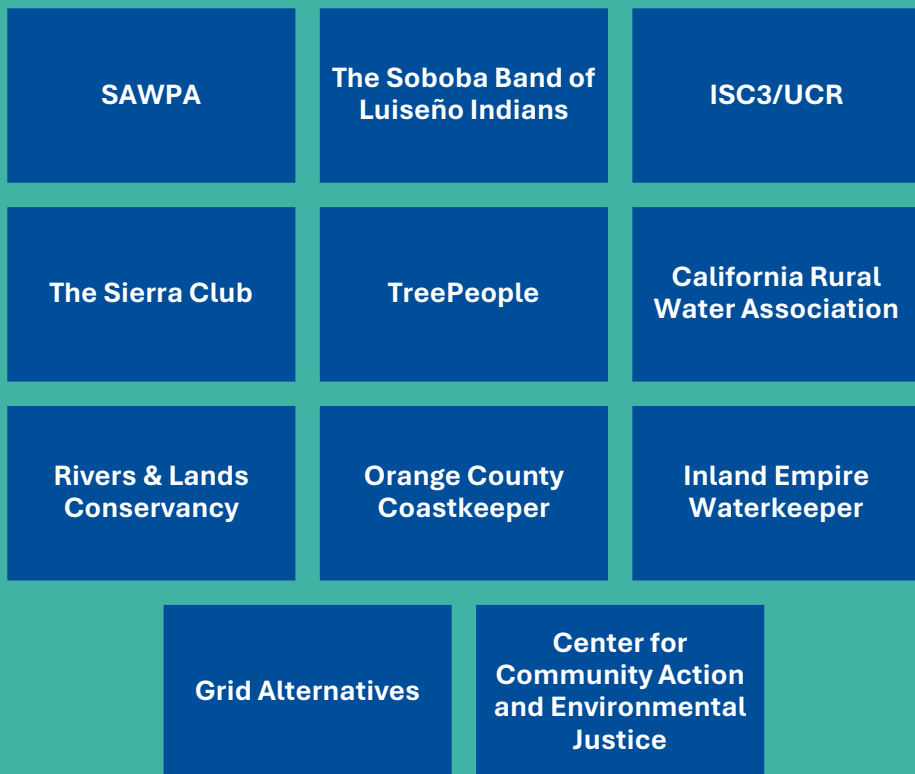 SAWPA
The Soboba Band of
Luiseño Indians
ISC3/UCR
The Sierra Club
TreePeople
California Rural
Water Association
Rivers & Lands
Conservancy
Orange County
Coastkeeper
Inland Empire
Waterkeeper
Grid Alternatives
Center for
Community Action
and Environmental
Justice